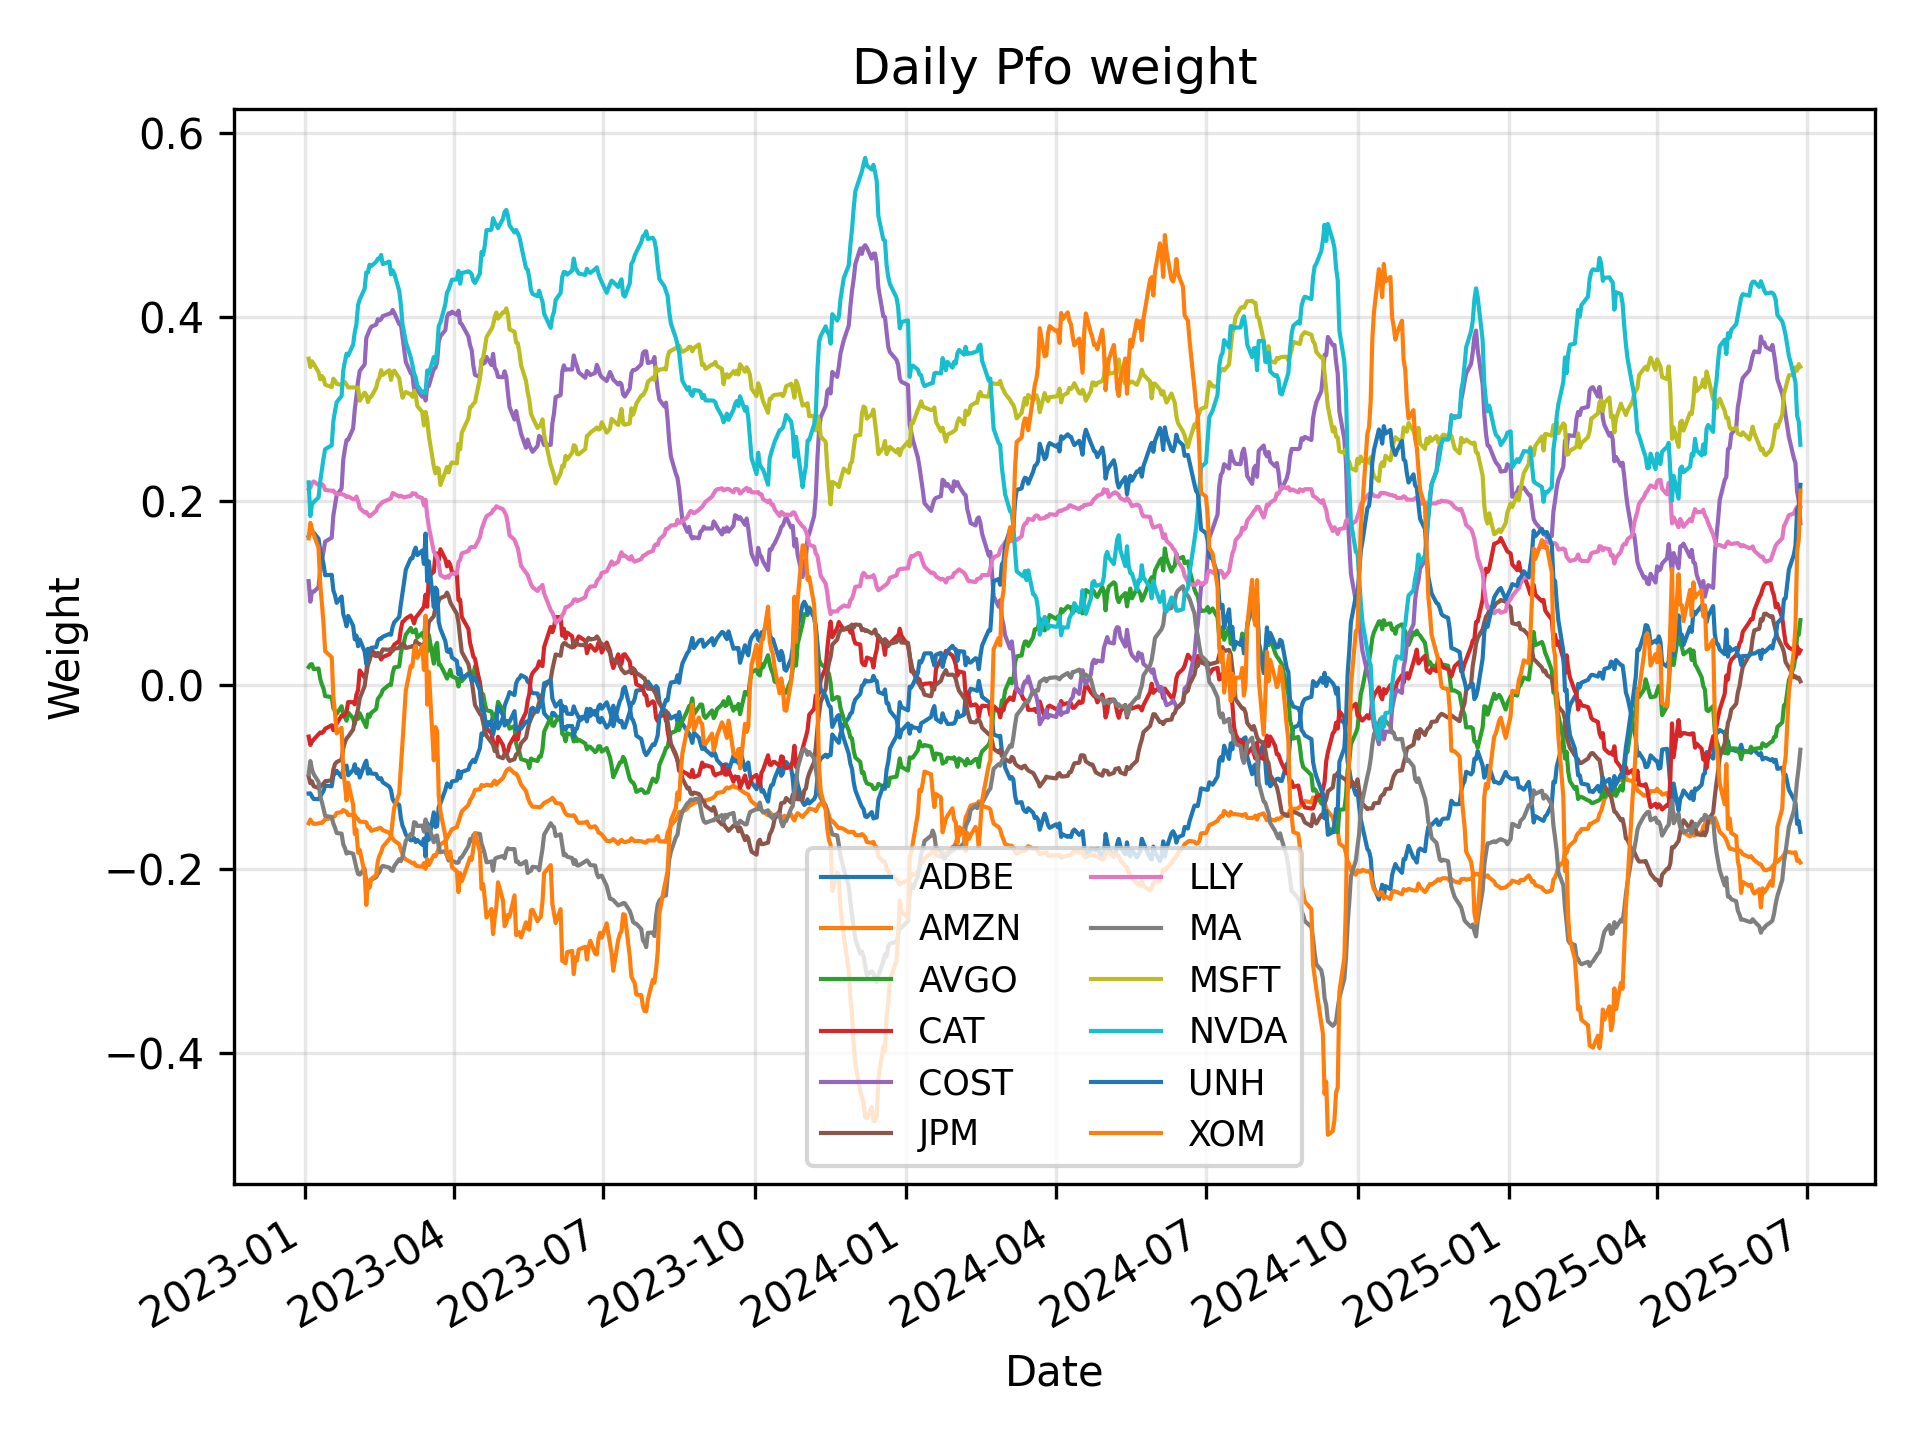 Daily Pfo weight
0.6
0.4
0.2
0.0
−0.2
−0.4
Weight
ADBE
AMZN
AVGO
CAT
COST
JPM
LLY
MA
MSFT
NVDA
UNH
XOM
2023-01
2023-04
2023-07
2023-10
2024-01
2024-04
2024-07
2024-10
2025-01
2025-04
2025-07
Date